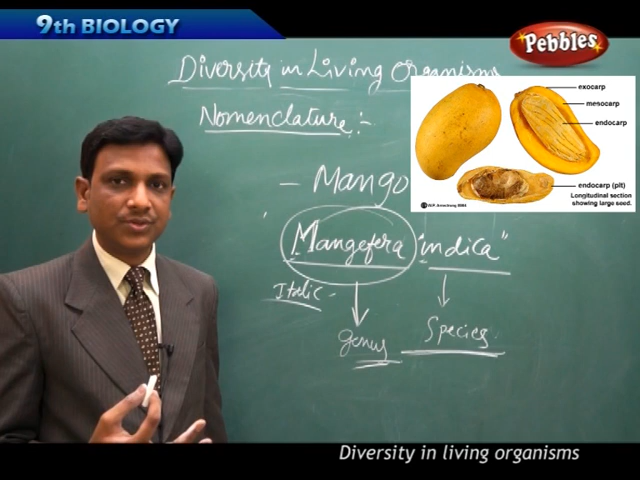 9th BIOLOGY
Pebbles
Diversity in Living Organisms
Nomenclature :-
exocarp
mesocarp
endocarp
endocarp (pit)
Longitudinal section
showing large seed.
© W.P. Armstrong
- Mango
Mangefera "indica"
Italic -
genus Species
Diversity in living organisms